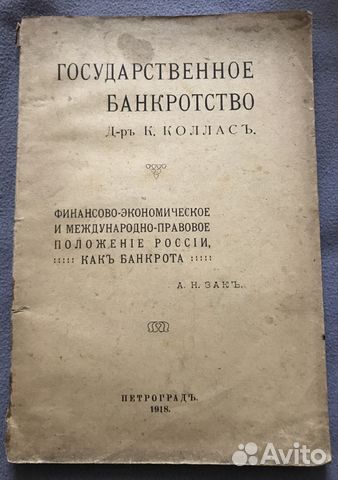 ГОСУДАРСТВЕННОЕ
БАНКРОТСТВО
Д-ръ К. КОЛЛАСЪ.
ФИНАНСОВО-ЭКОНОМИЧЕСКОЕ
И МЕЖДУНАРОДНО-ПРАВОВОЕ
ПОЛОЖЕНІЕ РОССІИ,
КАКЪ БАНКРОТА
А. Н. ЗАКЪ.
ПЕТРОГРАДЪ.
1918.
Avito